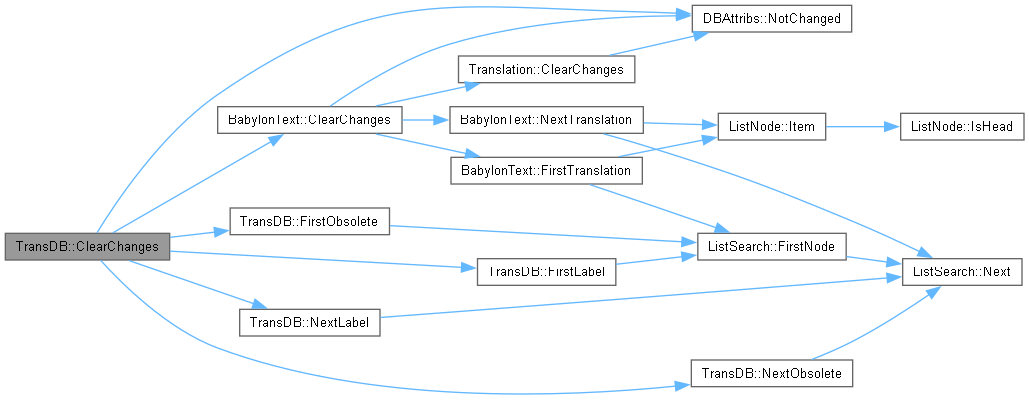 DBAttribs::NotChanged
Translation::ClearChanges
BabylonText::ClearChanges
BabylonText::NextTranslation
ListNode::Item
ListNode::IsHead
BabylonText::FirstTranslation
TransDB::FirstObsolete
TransDB::ClearChanges
ListSearch::FirstNode
TransDB::FirstLabel
ListSearch::Next
TransDB::NextLabel
TransDB::NextObsolete